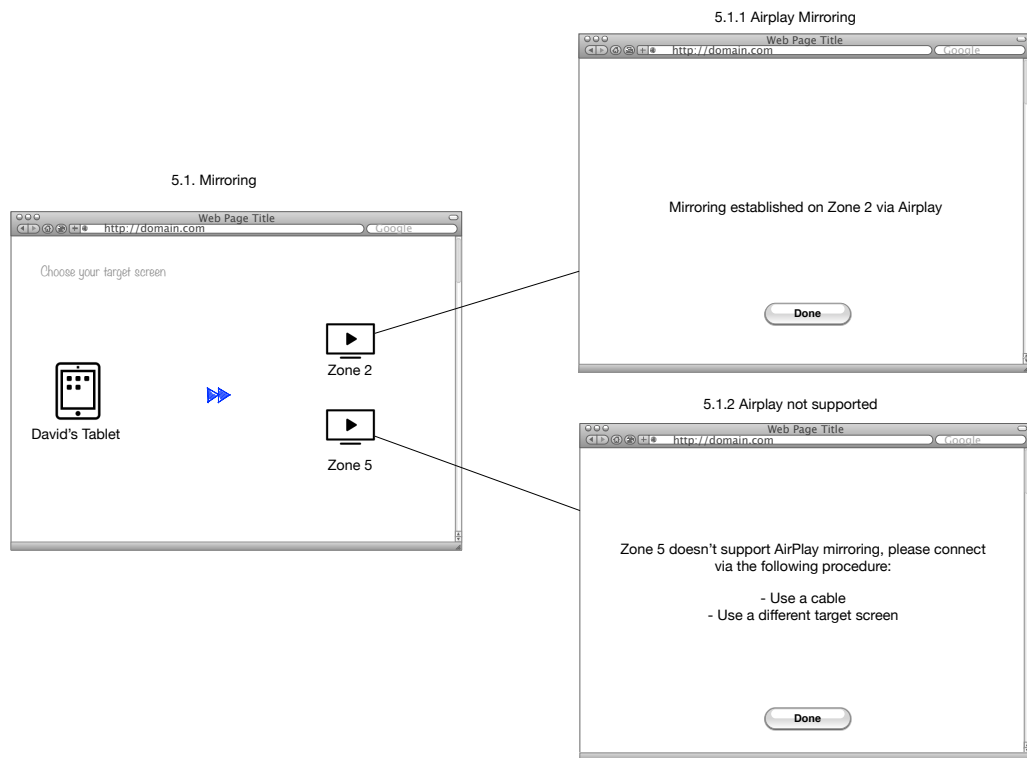 5.1.1 Airplay Mirroring
Web Page Title
http://domain.com
Google
Mirroring established on Zone 2 via Airplay
Done
5.1. Mirroring
Web Page Title
http://domain.com
Google
Choose your target screen
Zone 2
David's Tablet
Zone 5
5.1.2 Airplay not supported
Web Page Title
http://domain.com
Google
Zone 5 doesn't support AirPlay mirroring, please connect
via the following procedure:
- Use a cable
- Use a different target screen
Done